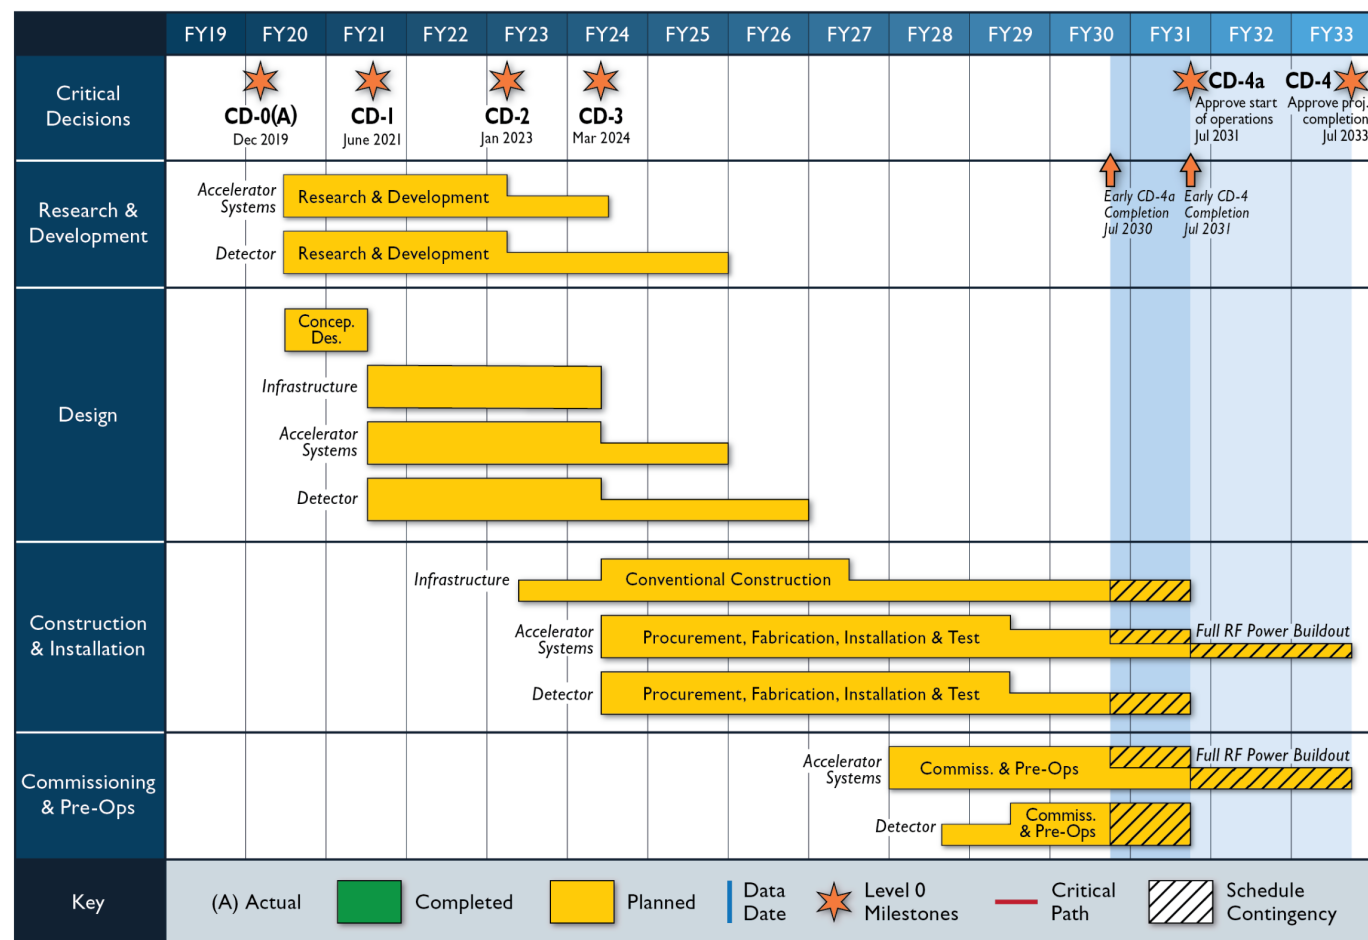 FY19 FY20 FY21 FY22 FY23 FY24 FY25 FY26 FY27 FY28 FY29 FY30 FY31 FY32 FY33
Critical
Decisions
CD-0(A)
Dec 2019
CD-1
June 2021
CD-2
Jan 2023
CD-3
Mar 2024
CD-4a
Approve start
of operations
Jul 2031
CD-4
Approve proj.
completion
Jul 2033
Early CD-4a
Completion
Jul 2030
Early CD-4
Completion
Jul 2031
Research &
Development
Accelerator
Systems
Research & Development
Detector
Research & Development
Design
Concep.
Des.
Infrastructure
Accelerator
Systems
Detector
Construction
& Installation
Infrastructure
Conventional Construction
Accelerator
Systems
Procurement, Fabrication, Installation & Test
Full RF Power Buildout
Detector
Procurement, Fabrication, Installation & Test
Commissioning
& Pre-Ops
Accelerator
Systems
Commiss. & Pre-Ops
Full RF Power Buildout
Detector
Commiss.
& Pre-Ops
Key
(A) Actual
Completed
Planned
Data
Date
Level 0
Milestones
Critical
Path
Schedule
Contingency